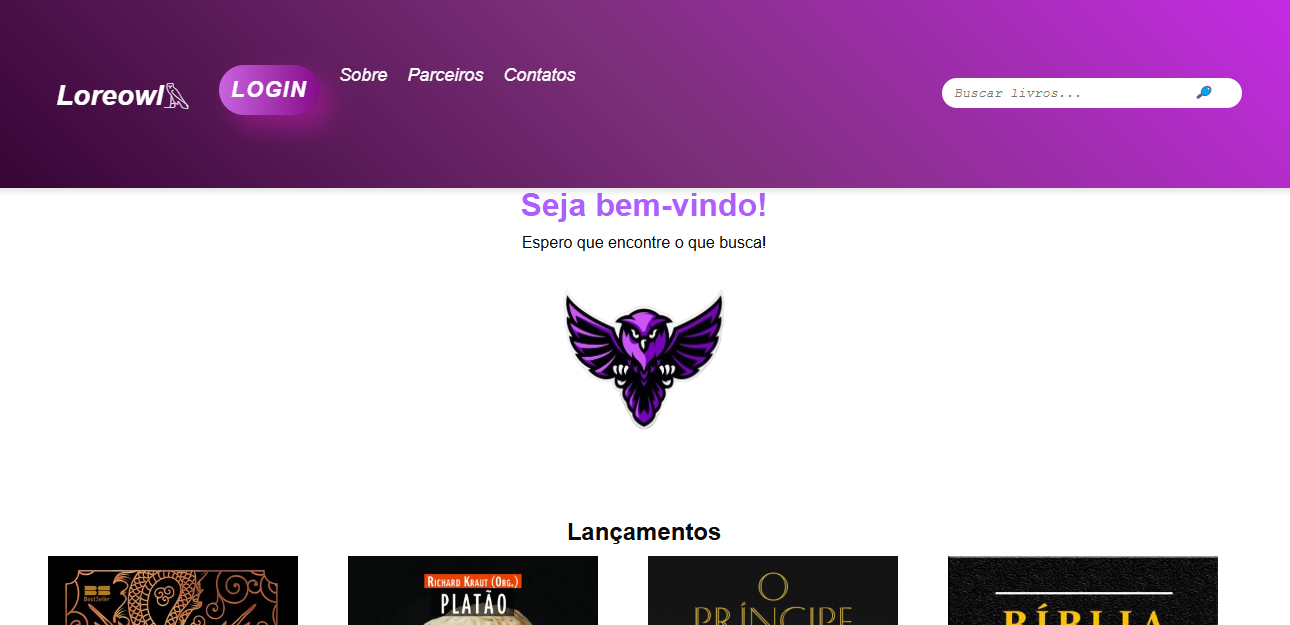 Loreowl
LOGIN
Sobre
Parceiros
Contatos
Buscar livros...
Seja bem-vindo!
Espero que encontre o que busca!
Lançamentos
BestSeller
RICHARD KRAUT (ORG.)
PLATÃO
O
PRÍNCIPE
BÍBLIA